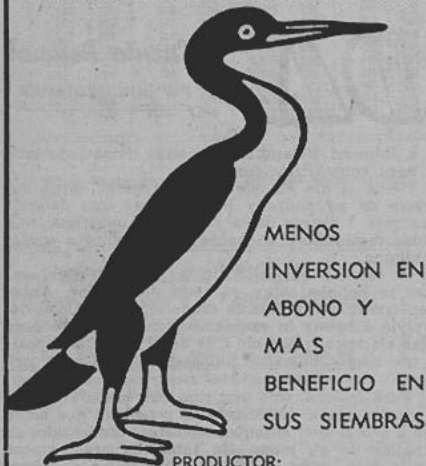 MENOS
INVERSION EN
ABONO Y
MAS
BENEFICIO EN
SUS SIEMBRAS
PRODUCTOR: